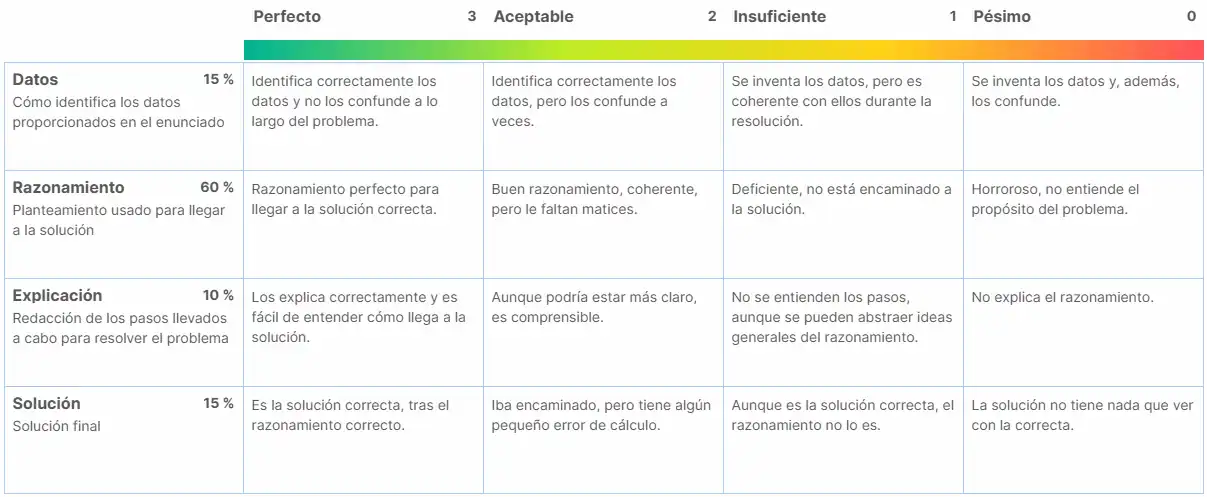 Perfecto 3 Aceptable 2 Insuficiente 1 Pésimo 0
Datos 15 %
Cómo identifica los datos
proporcionados en el enunciado
Identifica correctamente los
datos y no los confunde a lo
largo del problema.
Identifica correctamente los
datos, pero los confunde a
veces.
Se inventa los datos, pero es
coherente con ellos durante la
resolución.
Se inventa los datos y, además,
los confunde.
Razonamiento 60 %
Planteamiento usado para llegar
a la solución
Razonamiento perfecto para
llegar a la solución correcta.
Buen razonamiento, coherente,
pero le faltan matices.
Deficiente, no está encaminado a
la solución.
Horroroso, no entiende el
propósito del problema.
Explicación 10 %
Redacción de los pasos llevados
a cabo para resolver el problema
Los explica correctamente y es
fácil de entender cómo llega a la
solución.
Aunque podría estar más claro,
es comprensible.
No se entienden los pasos,
aunque se pueden abstraer ideas
generales del razonamiento.
No explica el razonamiento.
Solución 15 %
Solución final
Es la solución correcta, tras el
razonamiento correcto.
Iba encaminado, pero tiene algún
pequeño error de cálculo.
Aunque es la solución correcta, el
razonamiento no lo es.
La solución no tiene nada que ver
con la correcta.